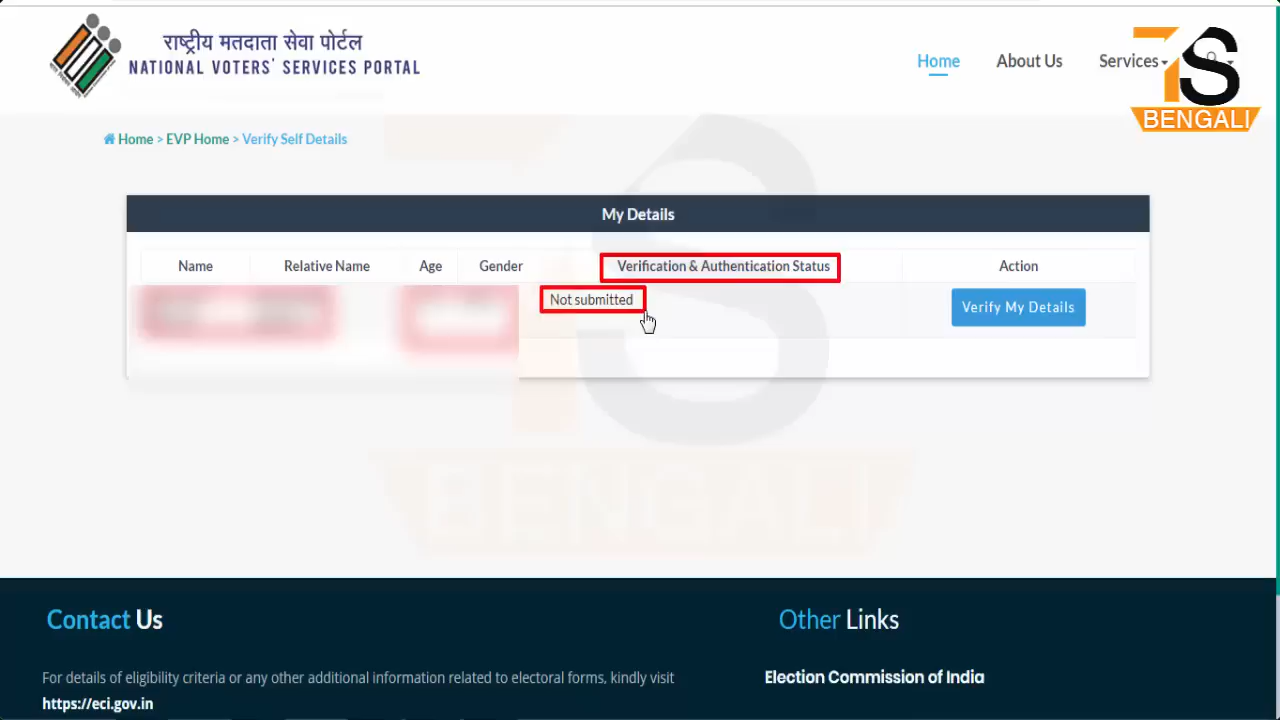 राष्ट्रीय मतदाता सेवा पोर्टल
NATIONAL VOTERS' SERVICES PORTAL
Home
About Us
Services
7S
BENGALI
Home > EVP Home > Verify Self Details
My Details
Name
Relative Name
Age
Gender
Verification & Authentication Status
Action
Not submitted
Verify My Details
BENGALI
Contact Us
Other Links
For details of eligibility criteria or any other additional information related to electoral forms, kindly visit
https://eci.gov.in
Election Commission of India